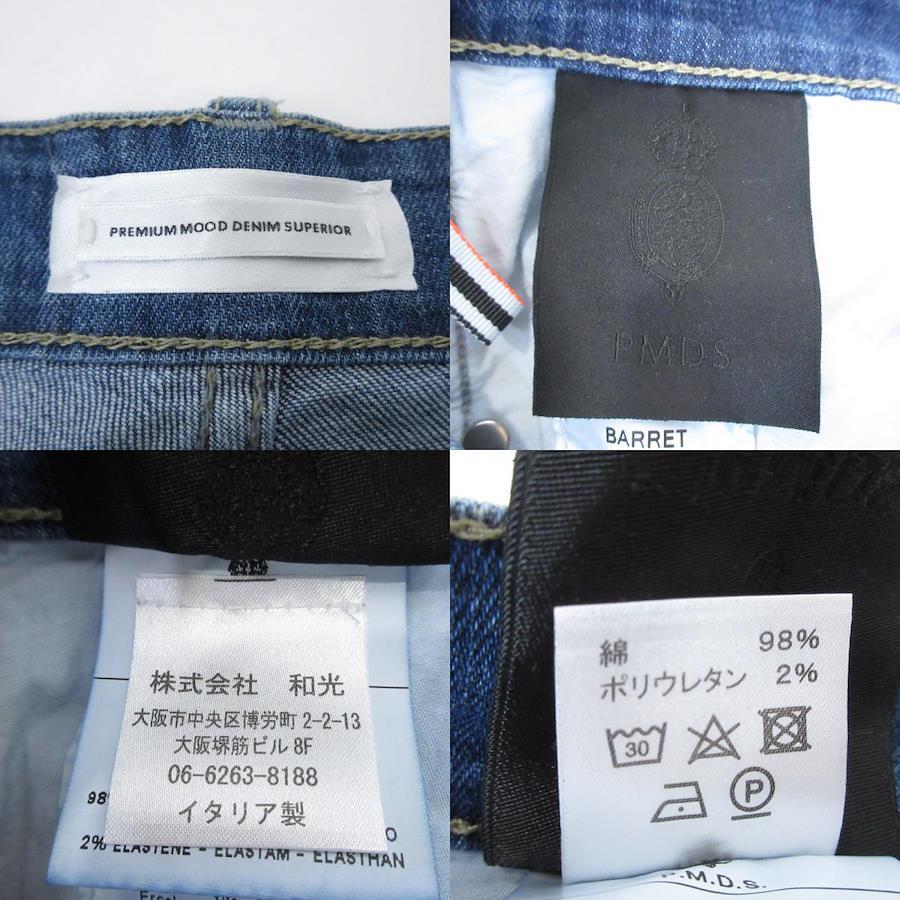 PREMIUM MOOD DENIM SUPERIOR
PMDS
BARRET
株式会社 和光
大阪市中央区博労町 2-2-13
大阪堺筋ビル 8F
06-6263-8188
イタリア製
98
O
2% ELASTENE - ELASTAM - ELASTHAN
綿 98%
ポリウレタン 2%
30
P
P.M.D.S.